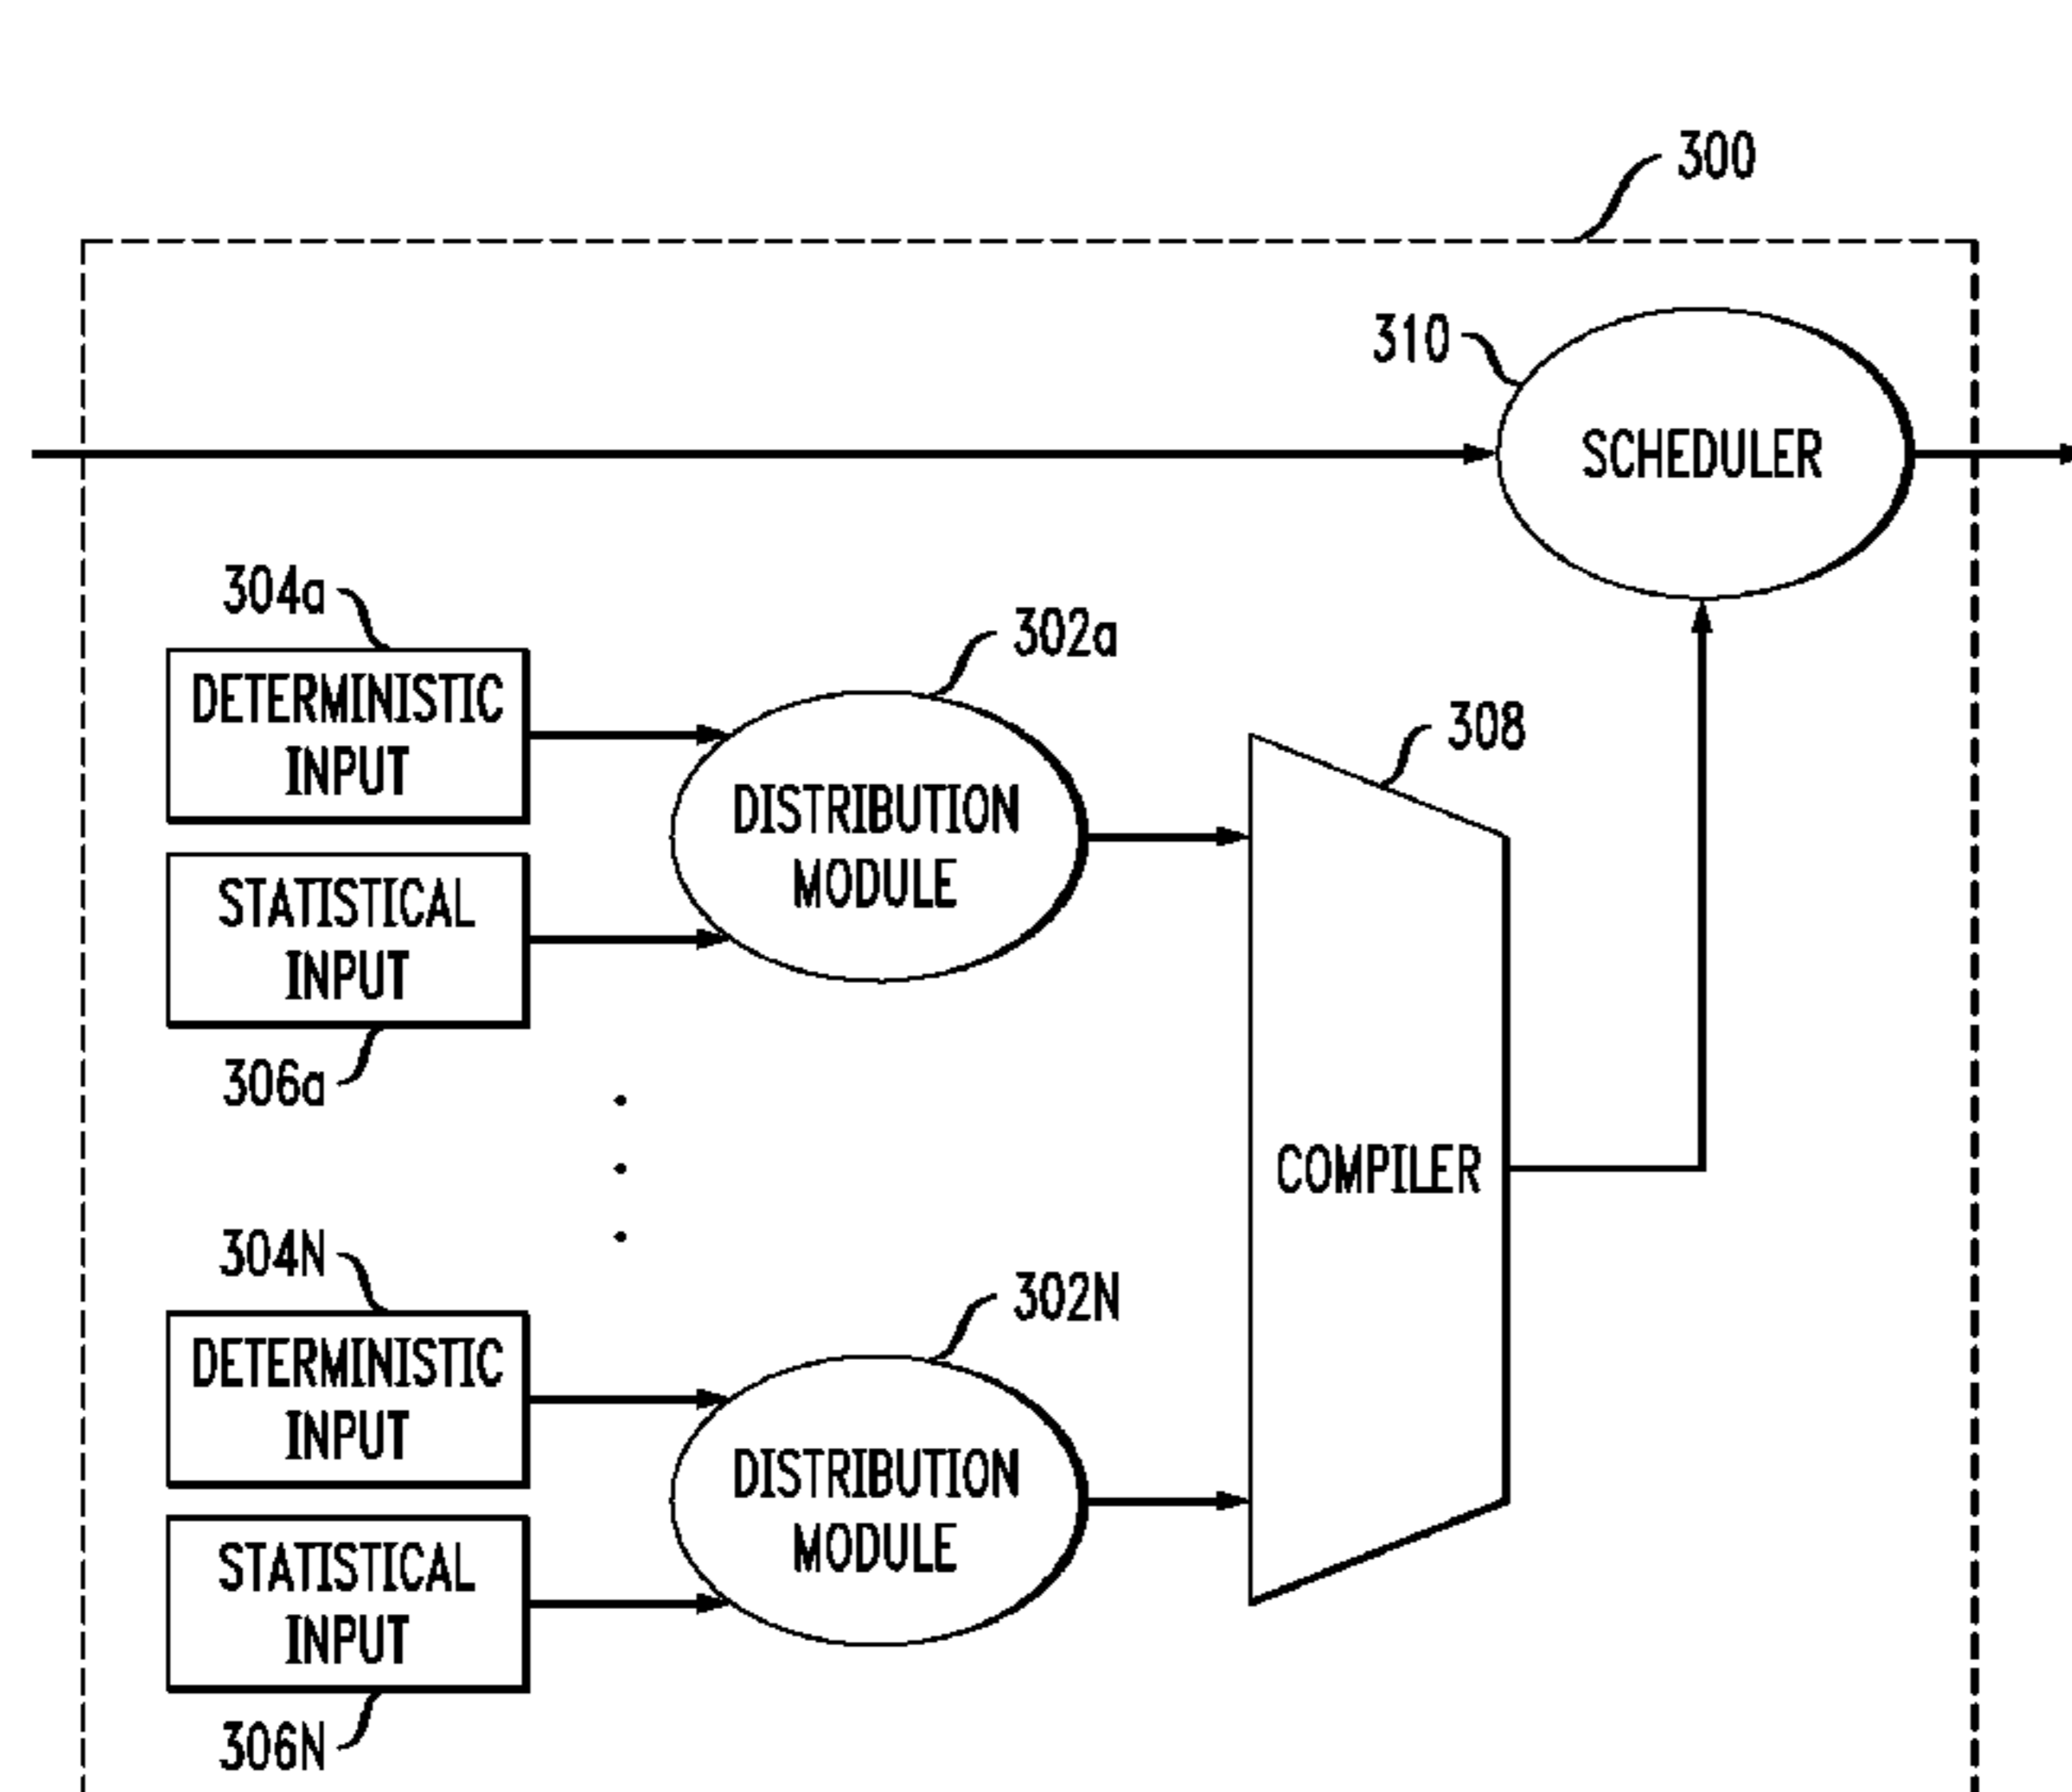 300
310
SCHEDULER
304a
DETERMINISTIC
INPUT
302a
DISTRIBUTION
MODULE
STATISTICAL
INPUT
306a
308
COMPILER
304N
DETERMINISTIC
INPUT
302N
DISTRIBUTION
MODULE
STATISTICAL
INPUT
306N